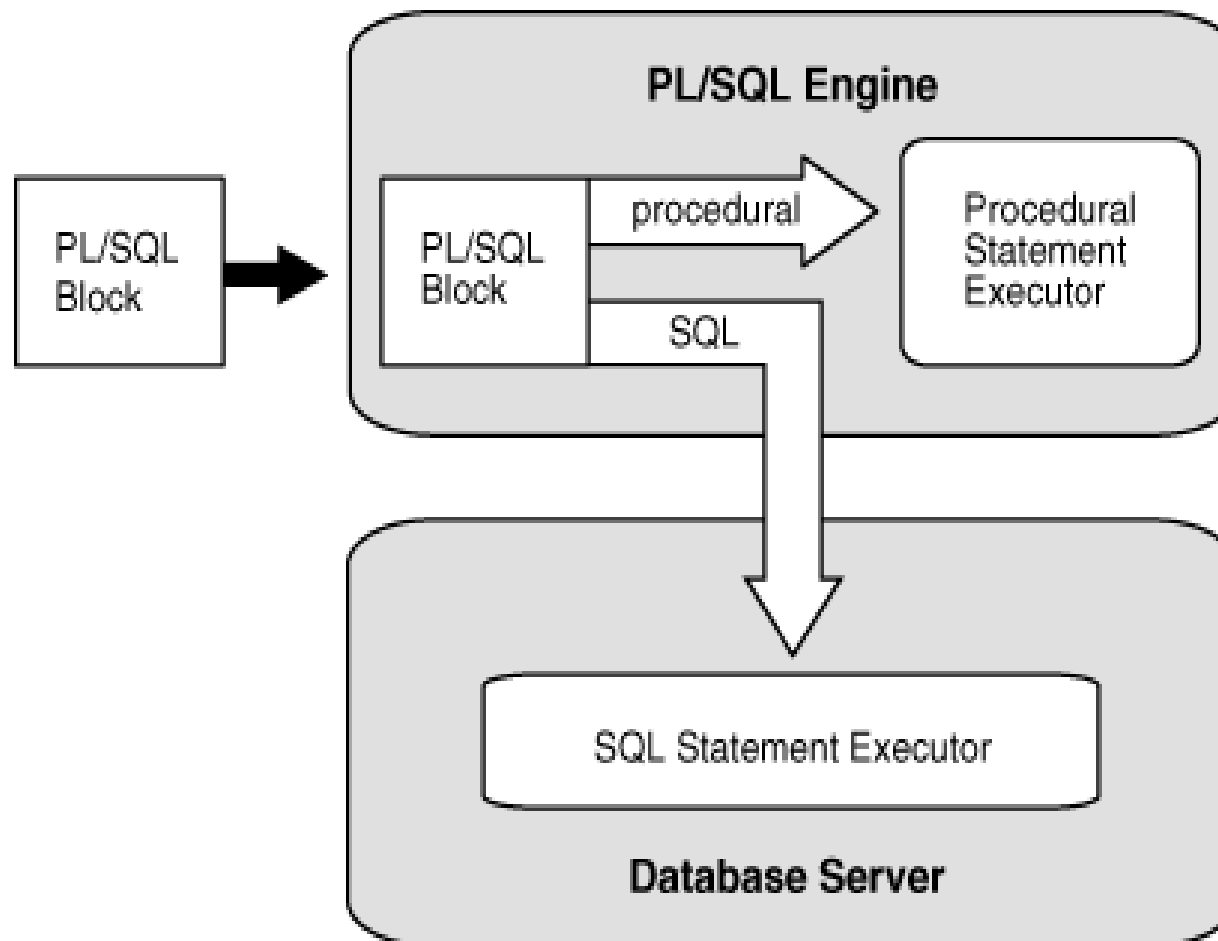 PL/SQL Engine
PL/SQL
Block
PL/SQL
Block
procedural
SQL
Procedural
Statement
Executor
SQL Statement Executor
Database Server